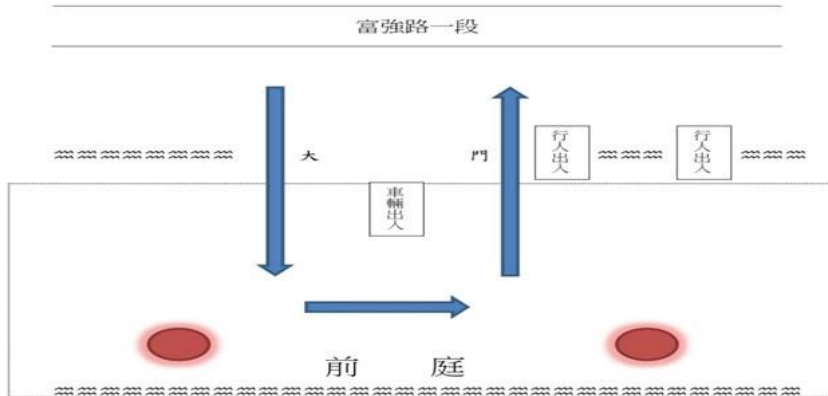 富強路一段
大 門
行人出入
行人出入
車輛出入
前 庭